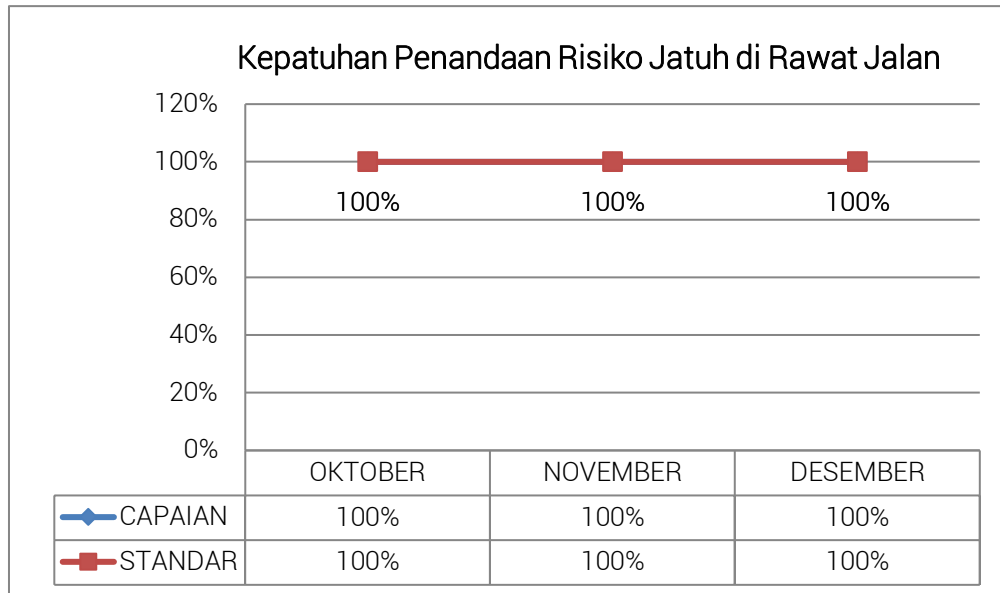 Kepatuhan Penandaan Risiko Jatuh di Rawat Jalan
120%
100%
100% 100% 100%
80%
60%
40%
20%
0%
OKTOBER NOVEMBER DESEMBER
CAPAIAN 100% 100% 100%
STANDAR 100% 100% 100%